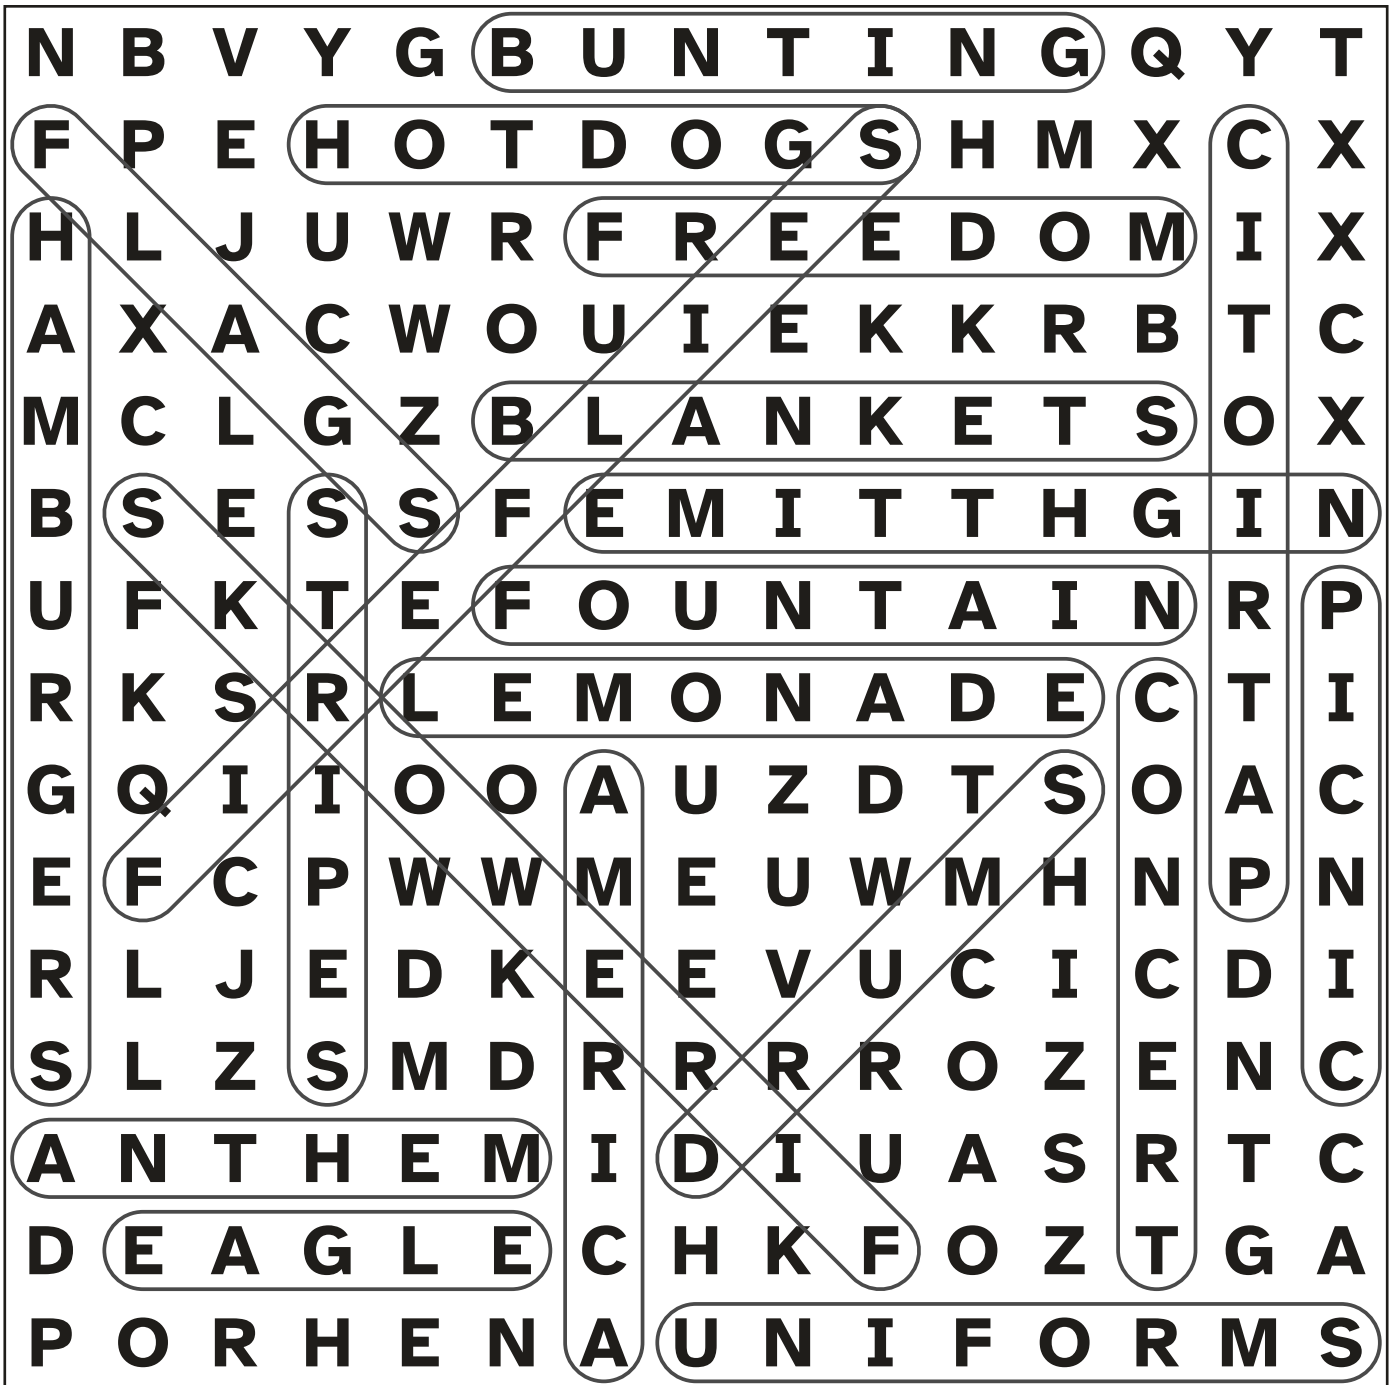 N B V Y G B U N T I N G Q Y T
F P E H O T D O G S H M X C X
H L J U W R F R E E D O M I X
A X A C W O U I E K K R B T C
M C L G Z B L A N K E T S O X
B S E S S F E M I T T H G I N
U F K T E F O U N T A I N R P
R K S R L E M O N A D E C T I
G Q I I O O A U Z D T S O A C
E F C P W W M E U W M H N P N
R L J E D K E E V U C I C D I
S L Z S M D R R R R O Z E N C
A N T H E M I D I U A S R T C
D E A G L E C H K F O Z T G A
P O R H E N A U N I F O R M S